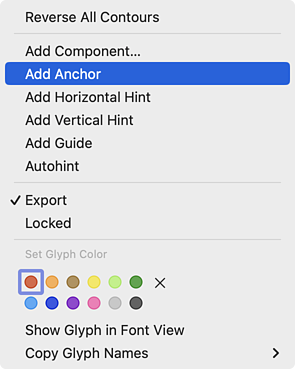 Reverse All Contours
Add Component...
Add Anchor
Add Horizontal Hint
Add Vertical Hint
Add Guide
Autohint
Export
Locked
Set Glyph Color
Show Glyph in Font View
Copy Glyph Names